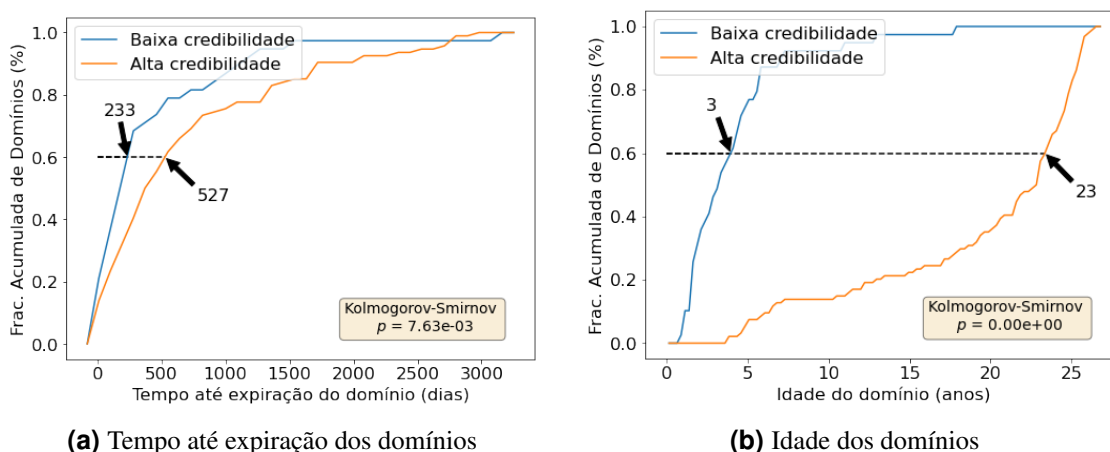 Frac. Acumulada de Domínios (%)
1.0
0.8
0.6
0.4
0.2
0.0
Baixa credibilidade
Alta credibilidade
233
527
Kolmogorov-Smirnov
p = 7.63e-03
0 500 1000 1500 2000 2500 3000
Tempo até expiração do domínio (dias)
(a) Tempo até expiração dos domínios
Frac. Acumulada de Domínios (%)
1.0
0.8
0.6
0.4
0.2
0.0
Baixa credibilidade
Alta credibilidade
3
23
Kolmogorov-Smirnov
p = 0.00e+00
0 5 10 15 20 25
Idade do domínio (anos)
(b) Idade dos domínios